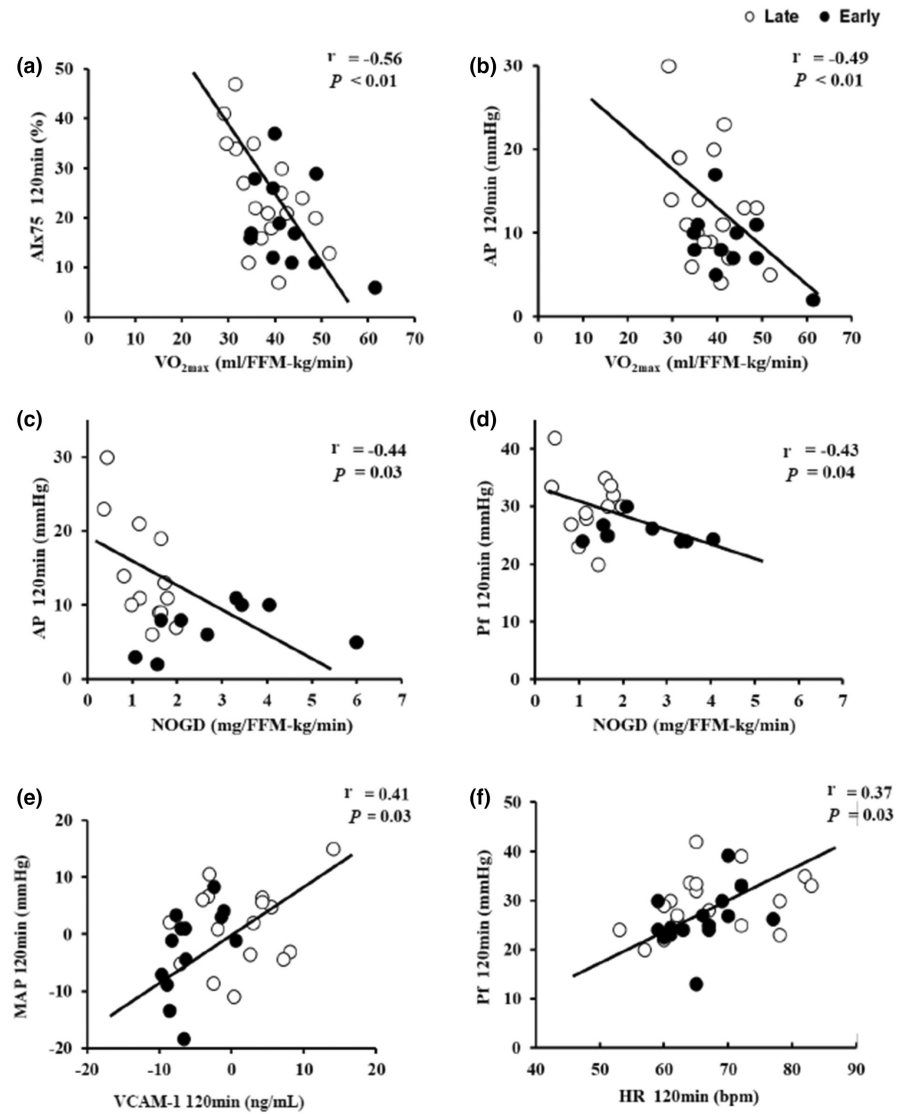 Late Early
(a)
r = -0.56
P < 0.01
AIx75 120min (%)
50
40
30
20
10
0
0 10 20 30 40 50 60 70
VO2max (ml/FFM-kg/min)
(b)
r = -0.49
P < 0.01
AP 120min (mmHg)
30
20
10
0
0 10 20 30 40 50 60 70
VO2max (ml/FFM-kg/min)
(c)
r = -0.44
P = 0.03
AP 120min (mmHg)
30
20
10
0
0 1 2 3 4 5 6 7
NOGD (mg/FFM-kg/min)
(d)
r = -0.43
P = 0.04
Pf 120min (mmHg)
40
30
20
10
0
0 1 2 3 4 5 6 7
NOGD (mg/FFM-kg/min)
(e)
r = 0.41
P = 0.03
MAP 120min (mmHg)
20
10
0
-10
-20
-20 -10 0 10 20
VCAM-1 120min (ng/mL)
(f)
r = 0.37
P = 0.03
Pf 120min (mmHg)
50
40
30
20
10
0
40 50 60 70 80 90
HR 120min (bpm)